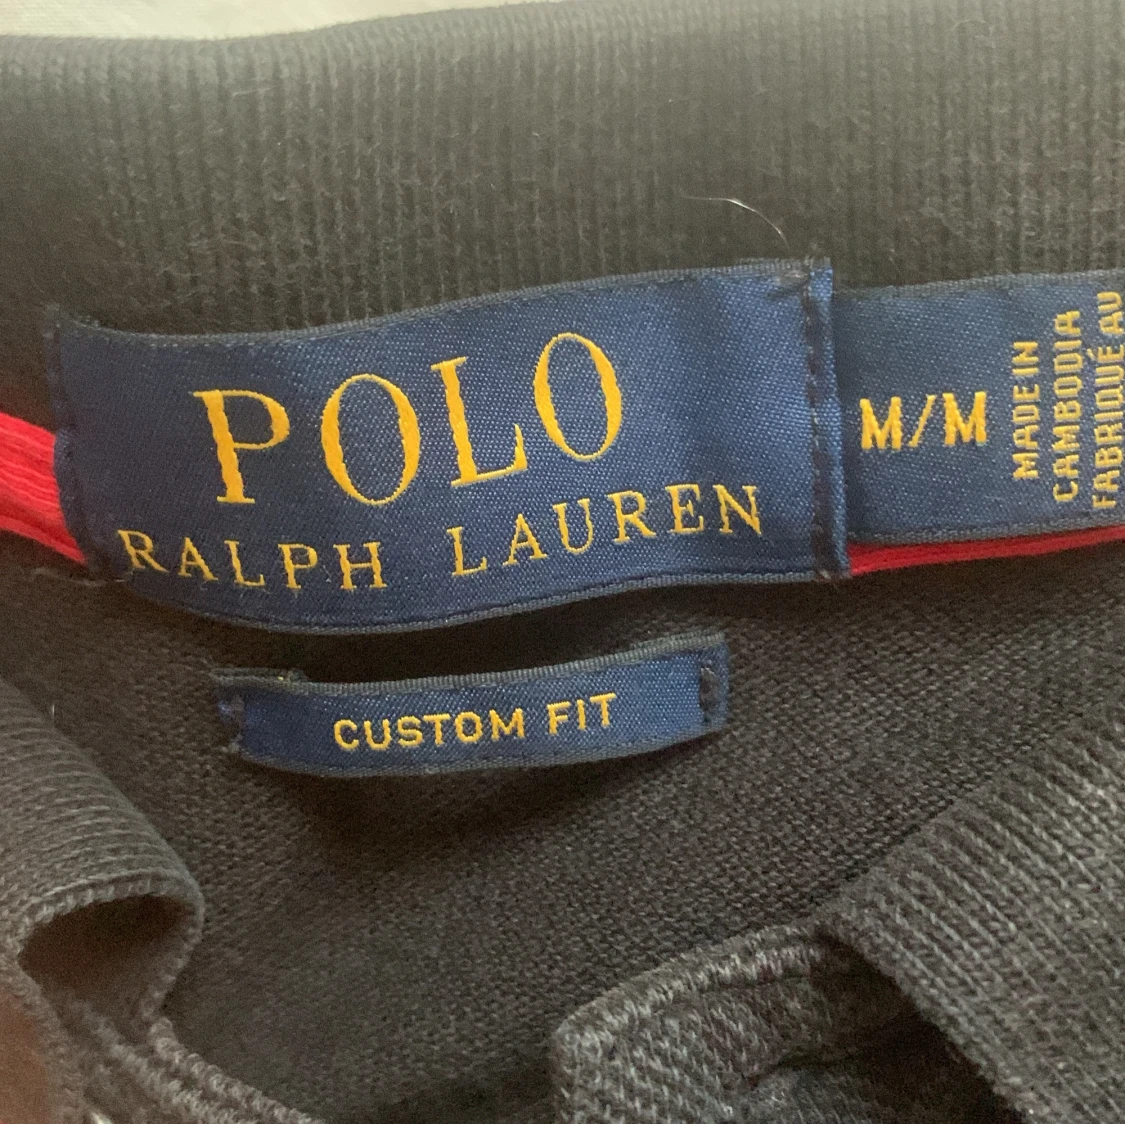 POLO
RALPH LAUREN
M/M
MADE IN
CAMBODIA
FABRIQUÉ AU
CUSTOM FIT